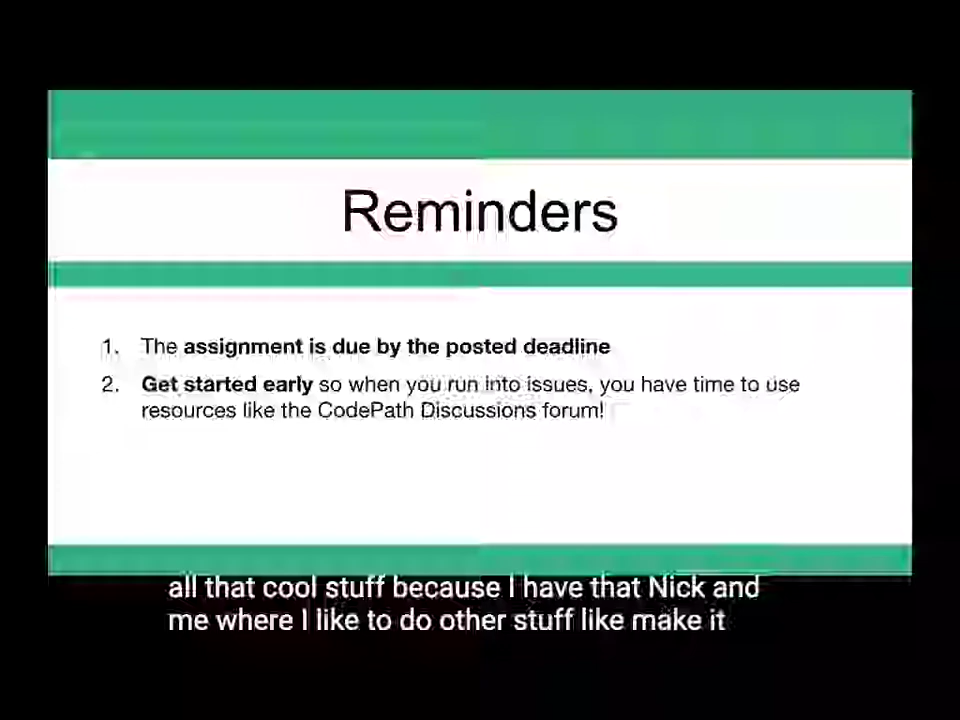 Reminders
1. The assignment is due by the posted deadline
2. Get started early so when you run into issues, you have time to use
resources like the CodePath Discussions forum!
all that cool stuff because I have that Nick and
me where I like to do other stuff like make it